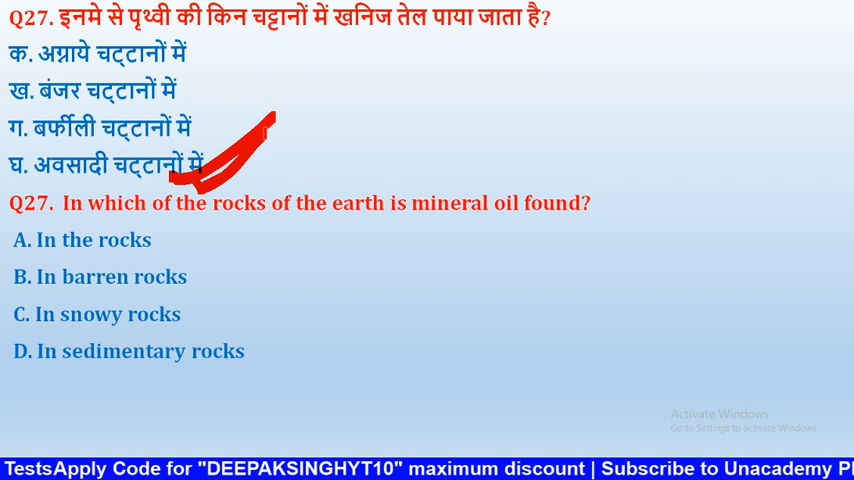 Q27. इनमे से पृथ्वी की किन चट्टानों में खनिज तेल पाया जाता है?
क. अग्नाये चट्टानों में
ख. बंजर चट्टानों में
ग. बर्फीली चट्टानों में
घ. अवसादी चट्टानों में
Q27. In which of the rocks of the earth is mineral oil found?
A. In the rocks
B. In barren rocks
C. In snowy rocks
D. In sedimentary rocks
Activate Windows
Go to Settings to activate Windows.
TestsApply Code for "DEEPAKSINGHYT10" maximum discount | Subscribe to Unacademy Pl